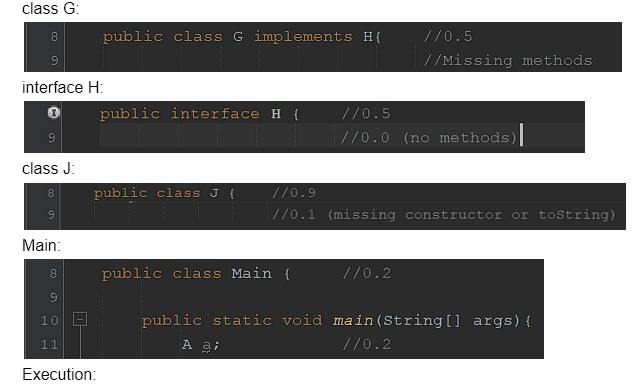 class G:
8 public class G implements H{ //0.5
9 //Missing methods
interface H:
I public interface H { //0.5
9 //0.0 (no methods)
class J:
8 public class J { //0.9
9 //0.1 (missing constructor or toString)
Main:
8 public class Main { //0.2
9
10 public static void main(String[] args){
11 A a; //0.2
Execution: